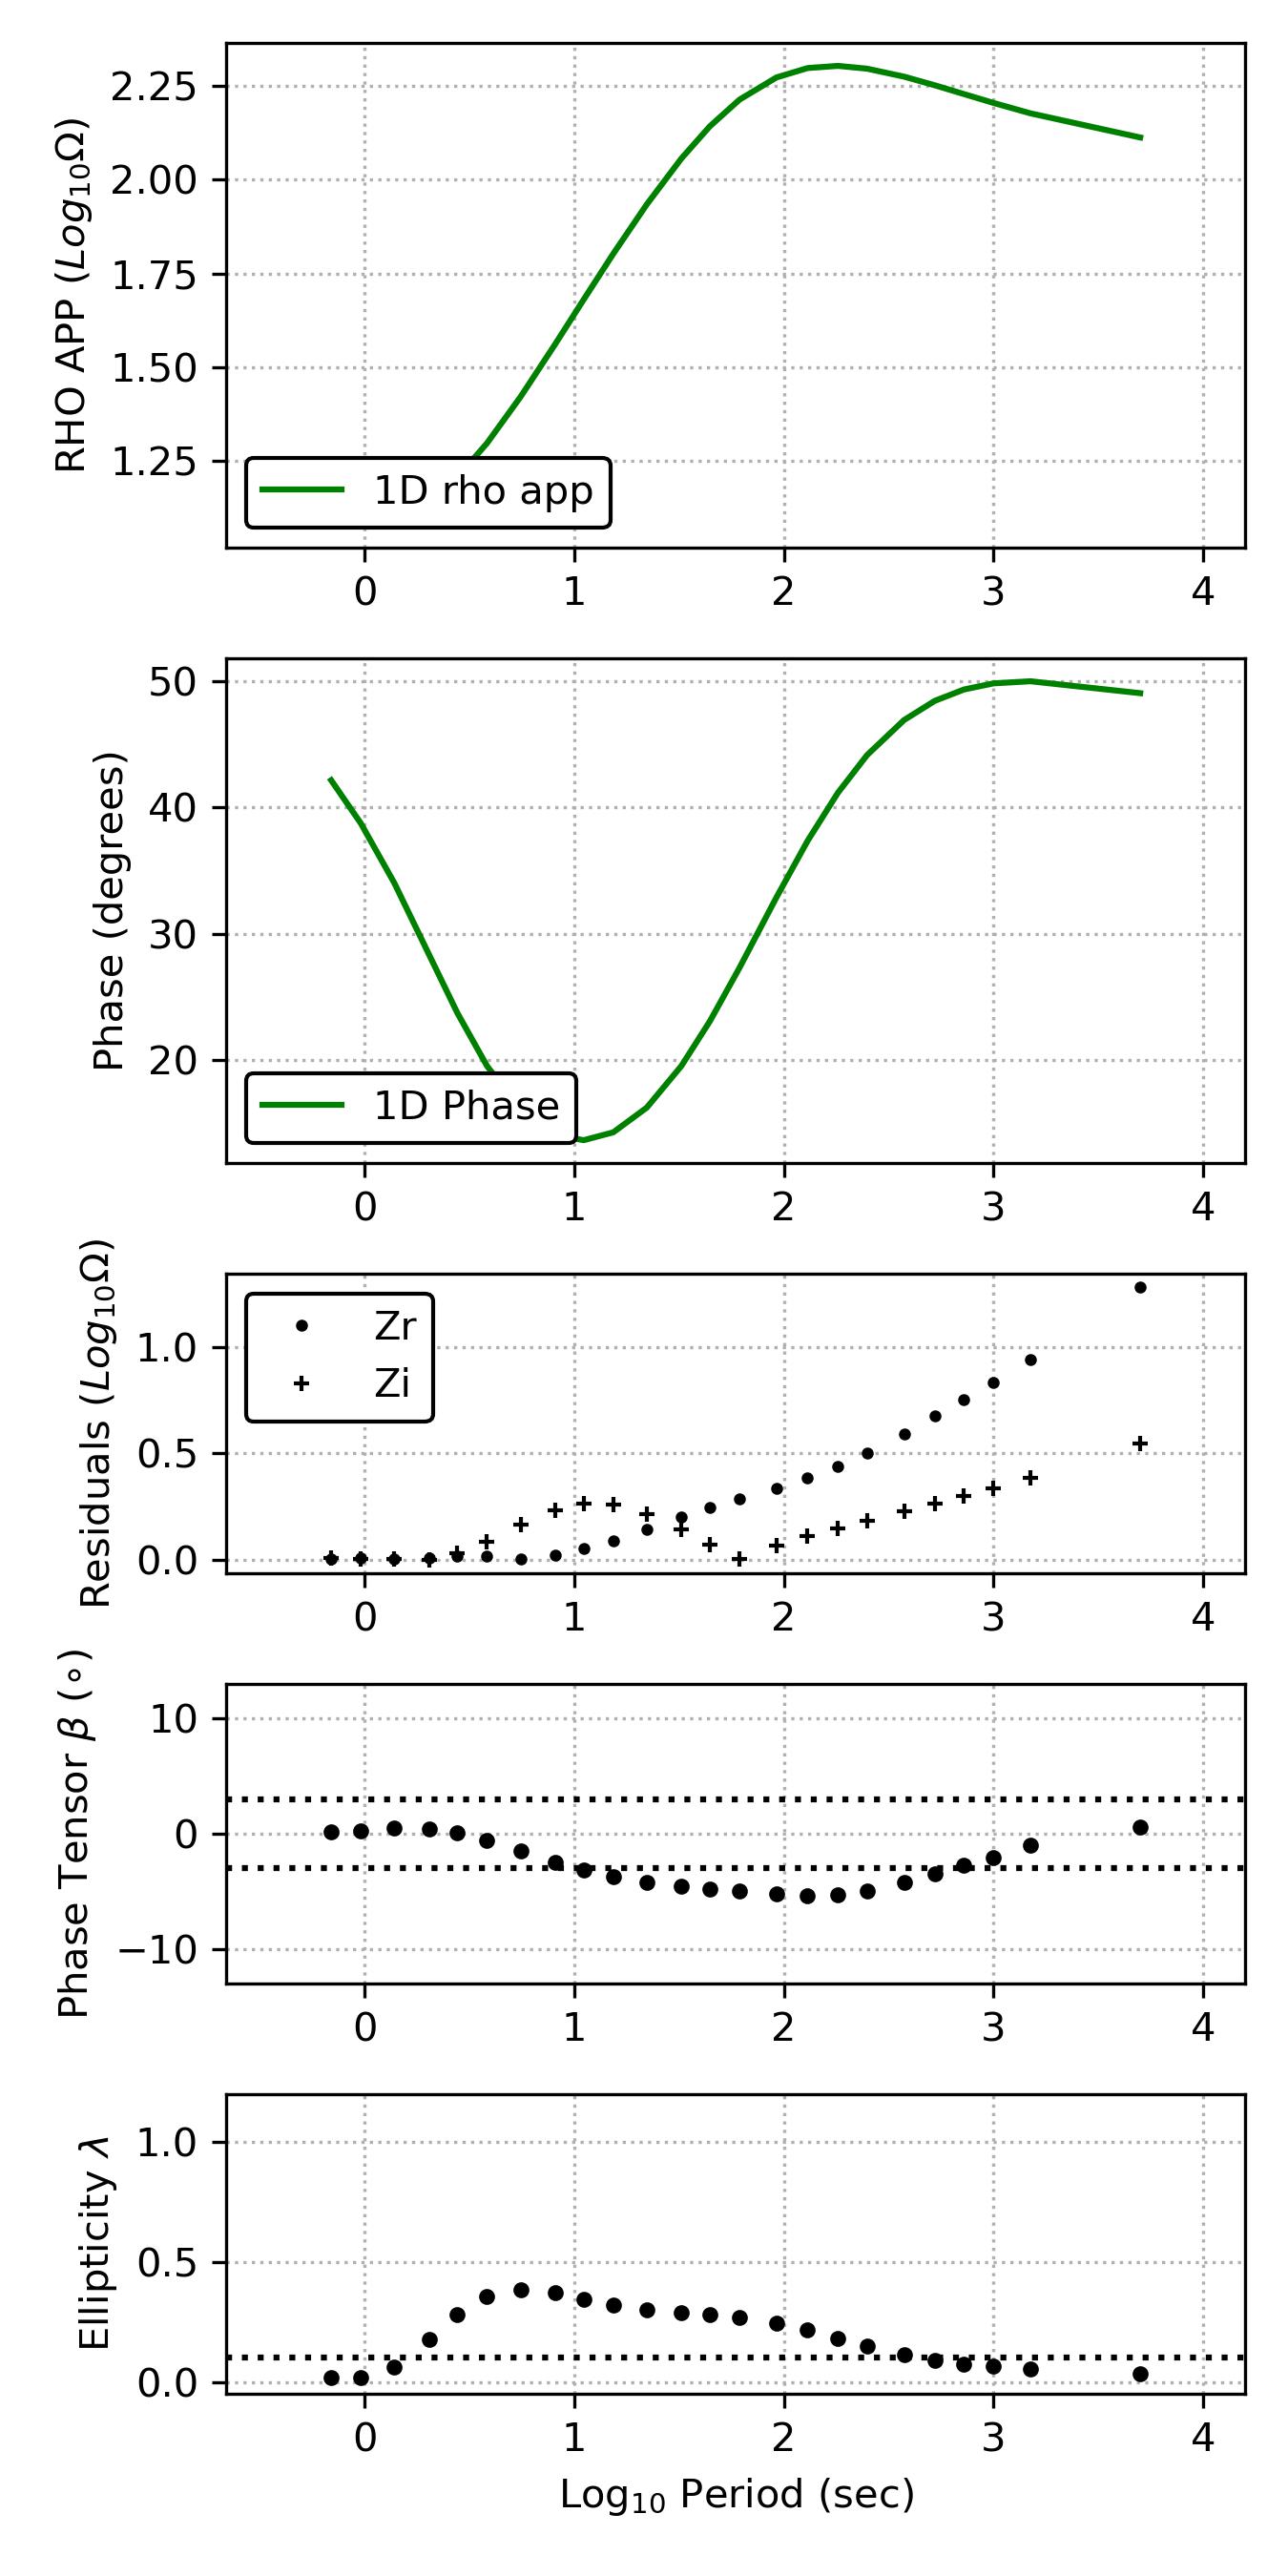 RHO APP (Log₁₀Ω)
2.25
2.00
1.75
1.50
1.25
1D rho app
0 1 2 3 4
Phase (degrees)
50
40
30
20
1D Phase
0 1 2 3 4
Residuals (Log₁₀Ω)
1.0
0.5
0.0
Zr
Zi
0 1 2 3 4
Phase Tensor β (∘)
10
0
−10
0 1 2 3 4
Ellipticity λ
1.0
0.5
0.0
0 1 2 3 4
Log₁₀ Period (sec)